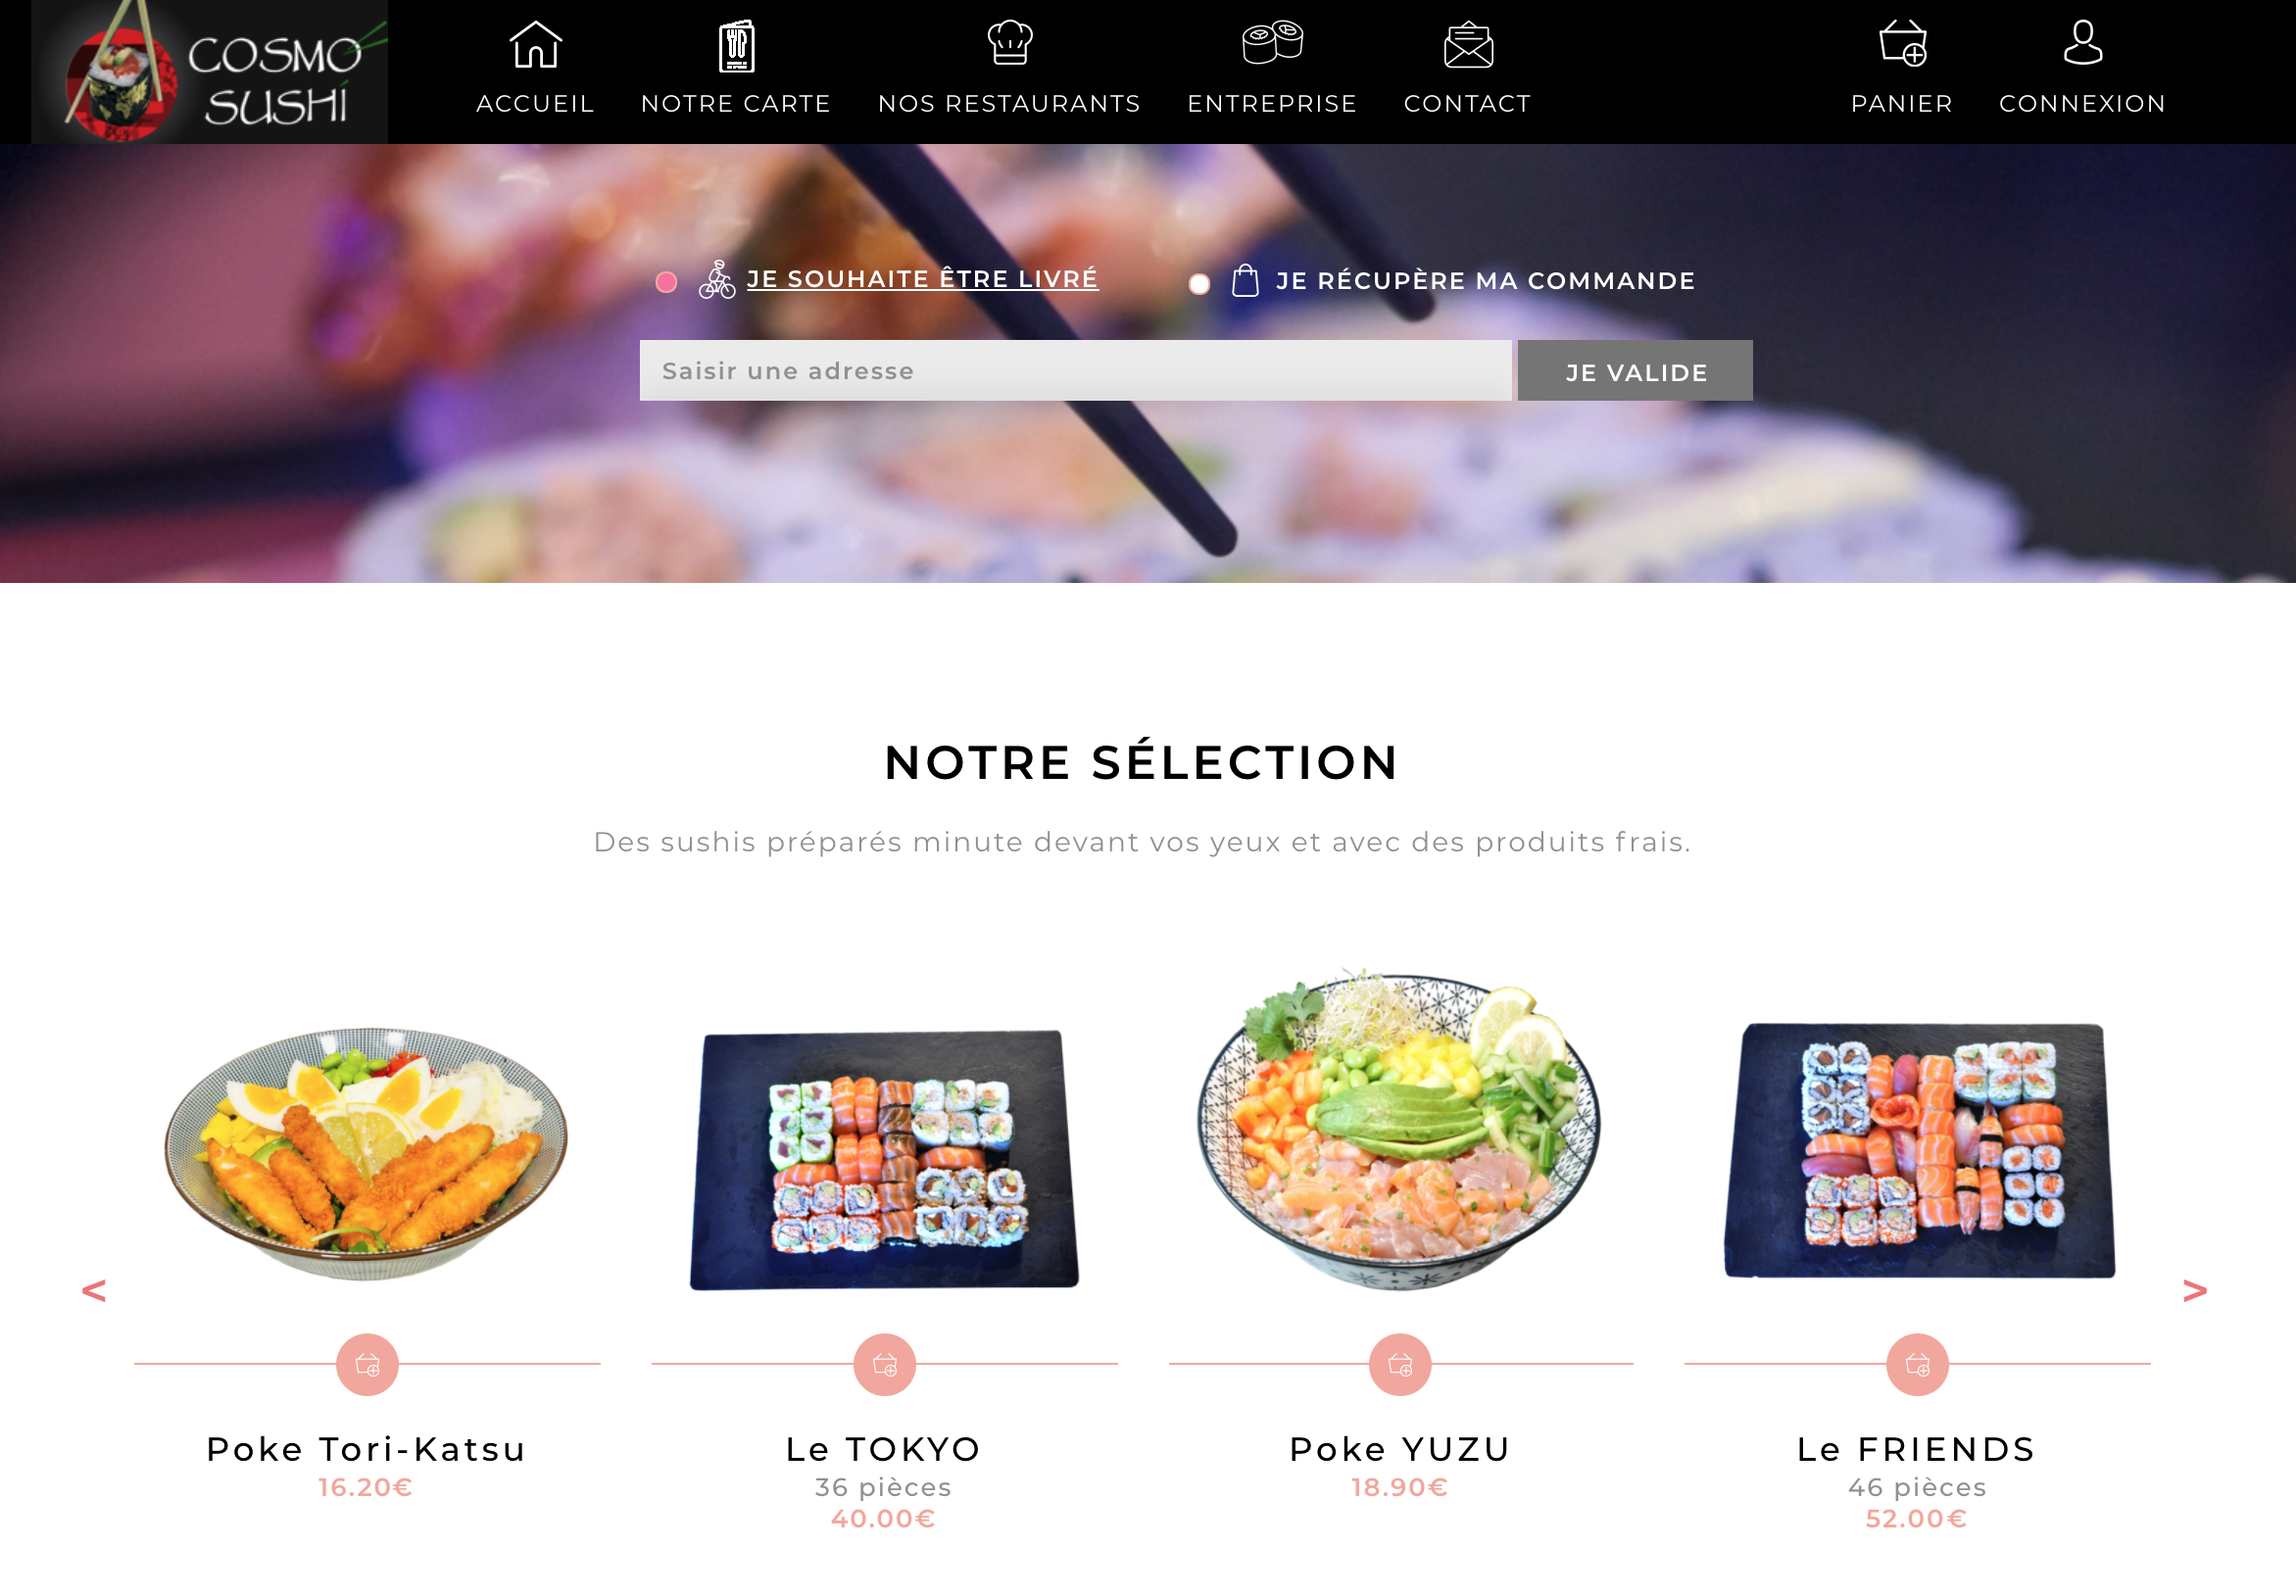 COSMO
SUSHI
ACCUEIL
NOTRE CARTE
NOS RESTAURANTS
ENTREPRISE
CONTACT
PANIER
CONNEXION
JE SOUHAITE ÊTRE LIVRÉ
JE RÉCUPÈRE MA COMMANDE
Saisir une adresse
JE VALIDE
NOTRE SÉLECTION
Des sushis préparés minute devant vos yeux et avec des produits frais.
<
>
Poke Tori-Katsu
16.20€
Le TOKYO
36 pièces
40.00€
Poke YUZU
18.90€
Le FRIENDS
46 pièces
52.00€